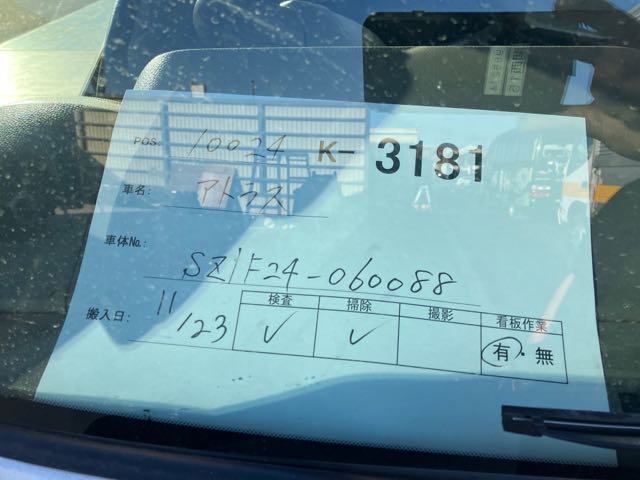 POS: 10024 K-3181
車名: アトラス
車体No.: SZ1F24-060088
搬入日: 11/23
検査 掃除 撮影 看板作業
✓ ✓ 有・無